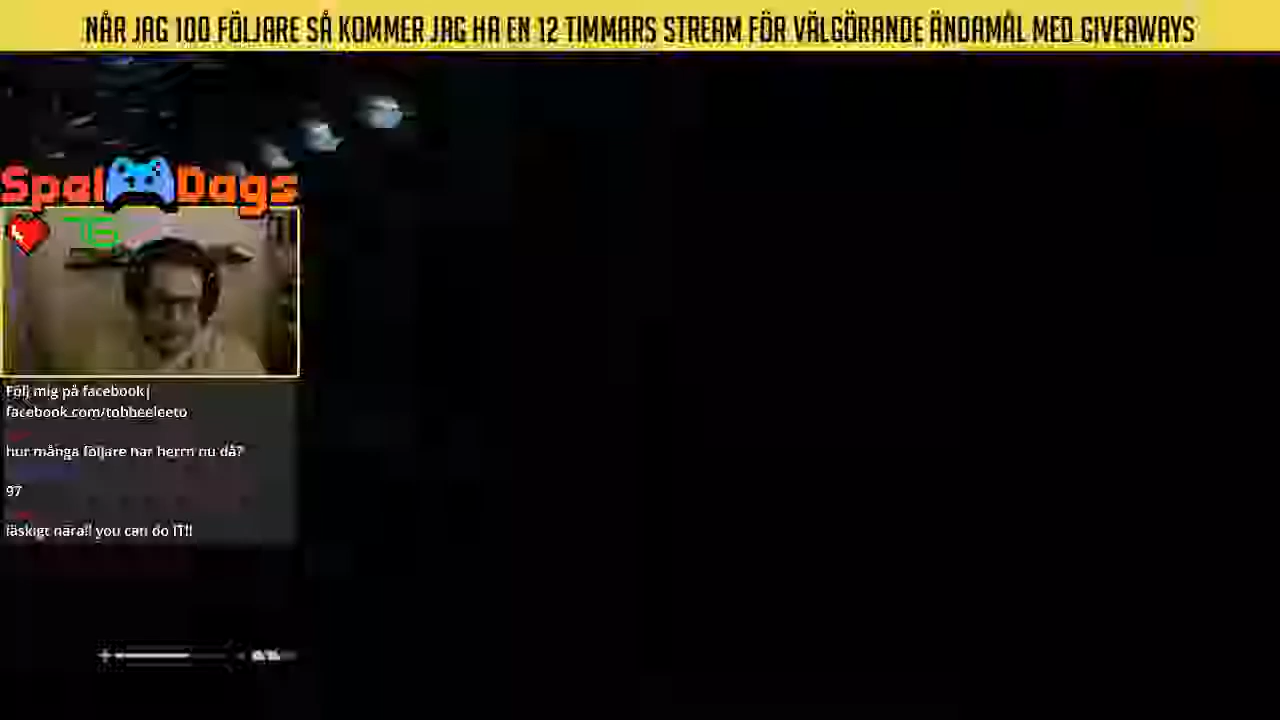 NÅR JAG 100 FÖLJARE SÅ KOMMER JAG HA EN 12 TIMMARS STREAM FÖR VÄLGÖRANDE ÄNDAMÅL MED GIVEAWAYS
Spel Dags
Följ mig på facebook|
facebook.com/tobbeeleeto
hur många följare har herrn nu då?
97
läskigt nära!! you can do IT!!